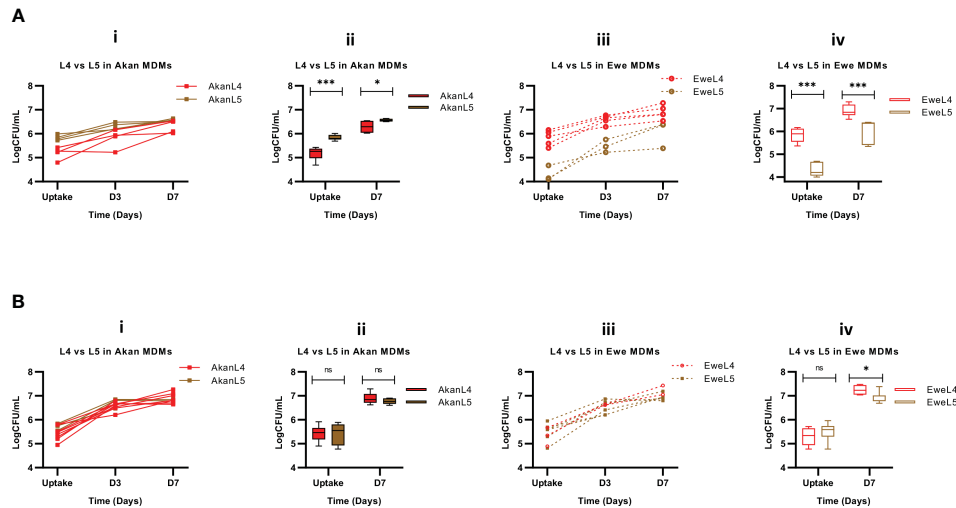 A
i
L4 vs L5 in Akan MDMs
LogCFU/mL
8
7
6
5
4
Uptake
D3
D7
Time (Days)
AkanL4
AkanL5
ii
L4 vs L5 in Akan MDMs
LogCFU/mL
8
7
6
5
4
***
*
Uptake
D7
Time (Days)
AkanL4
AkanL5
iii
L4 vs L5 in Ewe MDMs
LogCFU/mL
8
7
6
5
4
Uptake
D3
D7
Time (Days)
EweL4
EweL5
iv
L4 vs L5 in Ewe MDMs
LogCFU/mL
8
7
6
5
4
***
***
Uptake
D7
Time (Days)
EweL4
EweL5
B
i
L4 vs L5 in Akan MDMs
LogCFU/mL
8
7
6
5
4
Uptake
D3
D7
Time (Days)
AkanL4
AkanL5
ii
L4 vs L5 in Akan MDMs
LogCFU/mL
8
7
6
5
4
ns
ns
Uptake
D7
Time (Days)
AkanL4
AkanL5
iii
L4 vs L5 in Ewe MDMs
LogCFU/mL
8
7
6
5
4
Uptake
D3
D7
Time (Days)
EweL4
EweL5
iv
L4 vs L5 in Ewe MDMs
LogCFU/mL
8
7
6
5
4
ns
*
Uptake
D7
Time (Days)
EweL4
EweL5